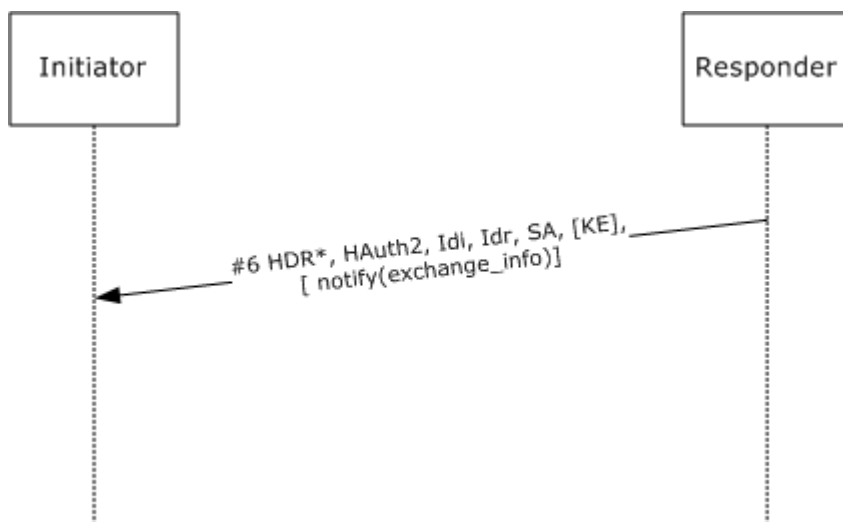 Initiator
Responder
#6 HDR*, HAuth2, Idi, Idr, SA, [KE],
[ notify(exchange_info)]